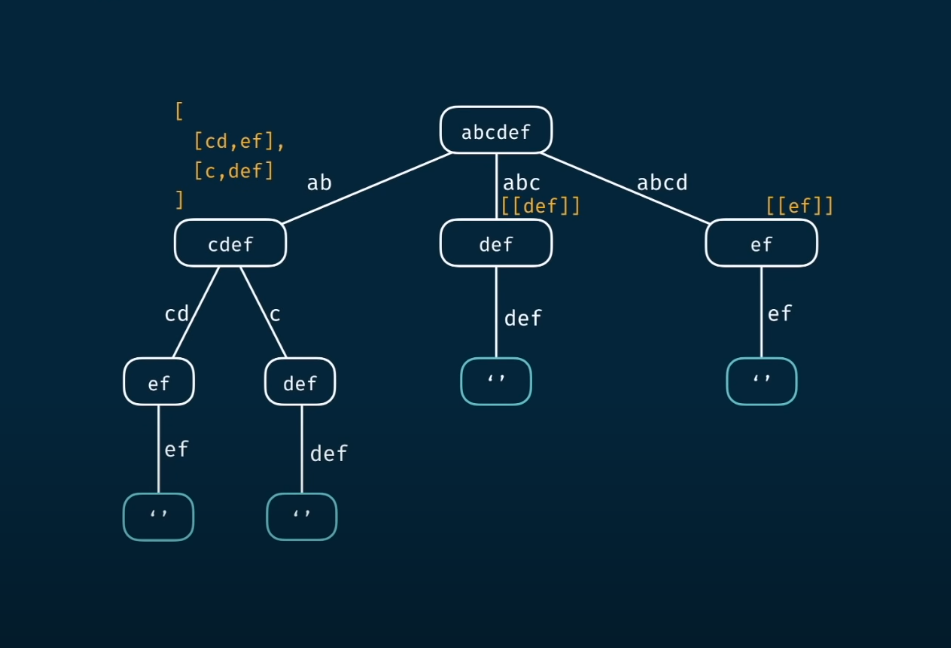 [
abcdef
[cd,ef],
[c,def]
ab
abc
abcd
]
[[def]]
[[ef]]
cdef
def
ef
cd
c
def
ef
ef
def
‘’
‘’
ef
def
‘’
‘’